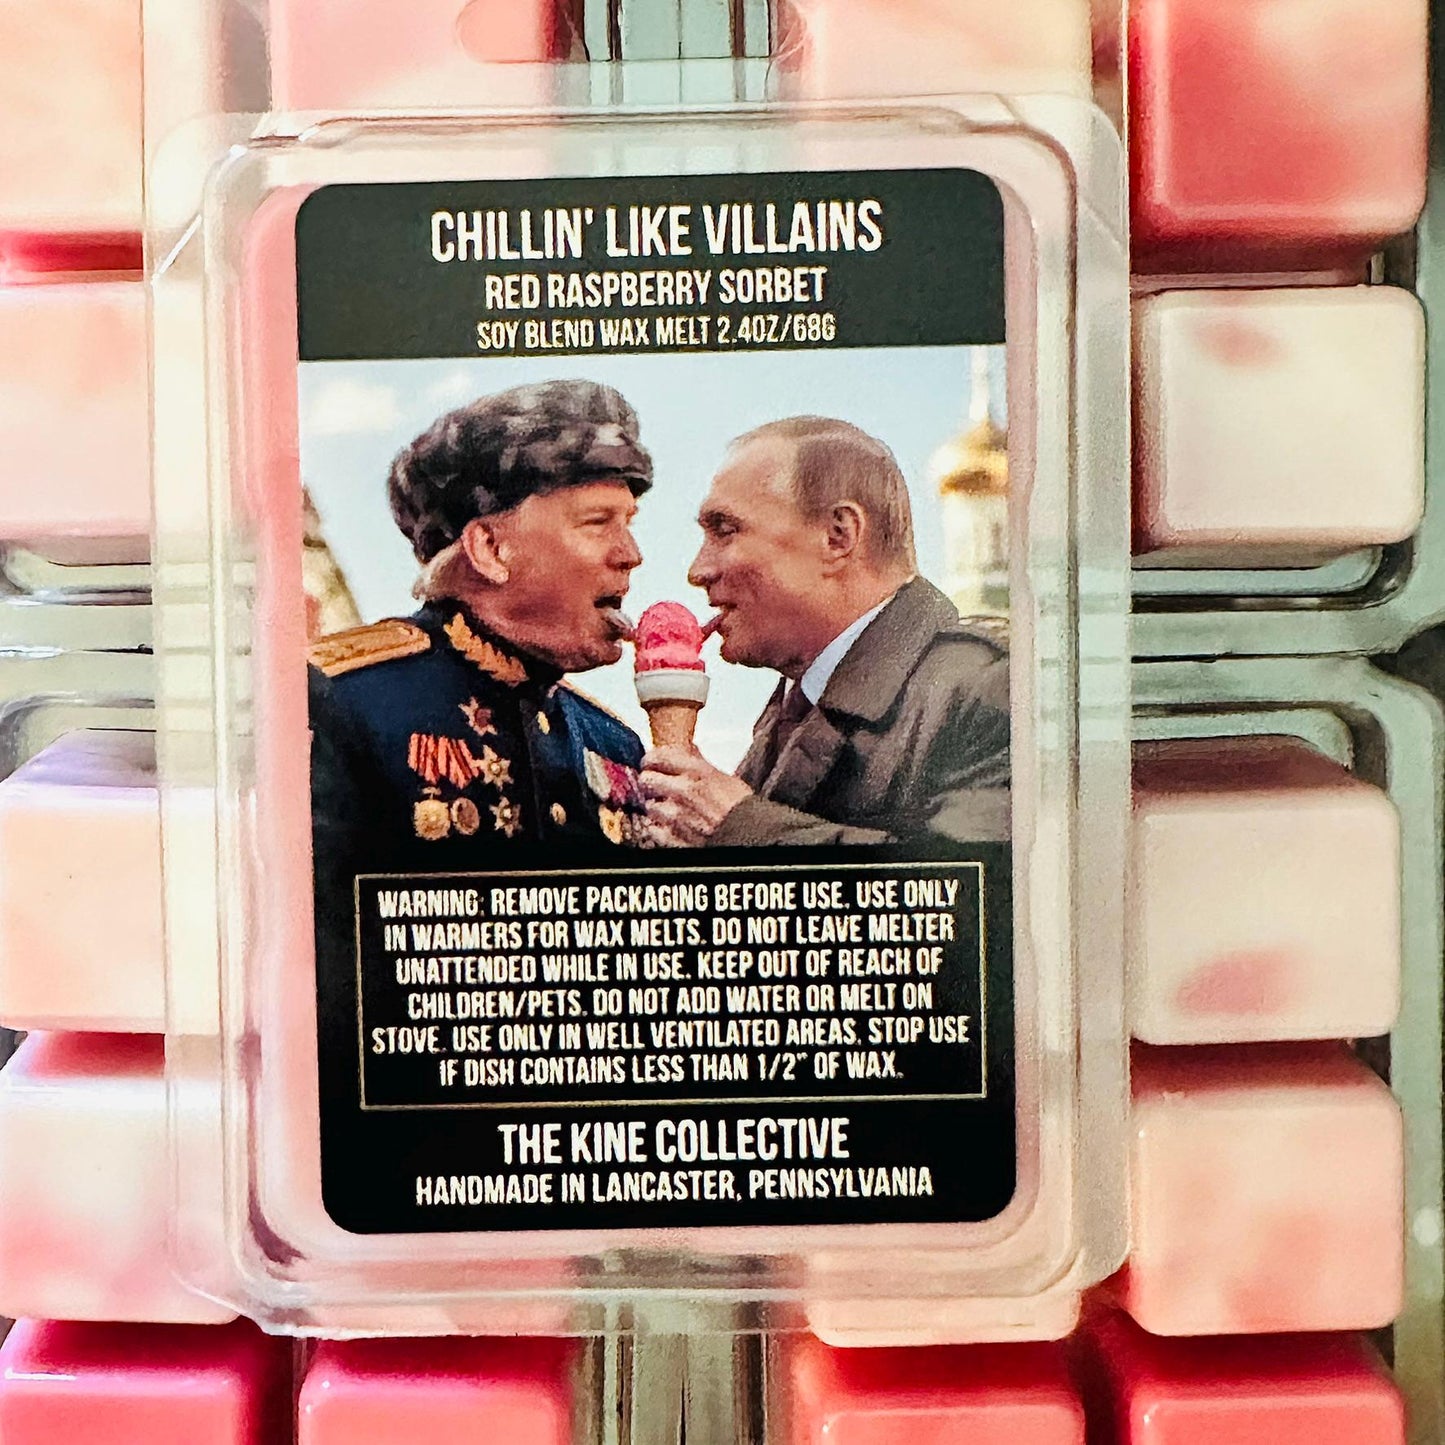 CHILLIN' LIKE VILLAINS
RED RASPBERRY SORBET
SOY BLEND WAX MELT 2.4OZ/68G
WARNING: REMOVE PACKAGING BEFORE USE. USE ONLY
IN WARMERS FOR WAX MELTS. DO NOT LEAVE MELTER
UNATTENDED WHILE IN USE. KEEP OUT OF REACH OF
CHILDREN/PETS. DO NOT ADD WATER OR MELT ON
STOVE. USE ONLY IN WELL VENTILATED AREAS. STOP USE
IF DISH CONTAINS LESS THAN 1/2" OF WAX.
THE KINE COLLECTIVE
HANDMADE IN LANCASTER, PENNSYLVANIA